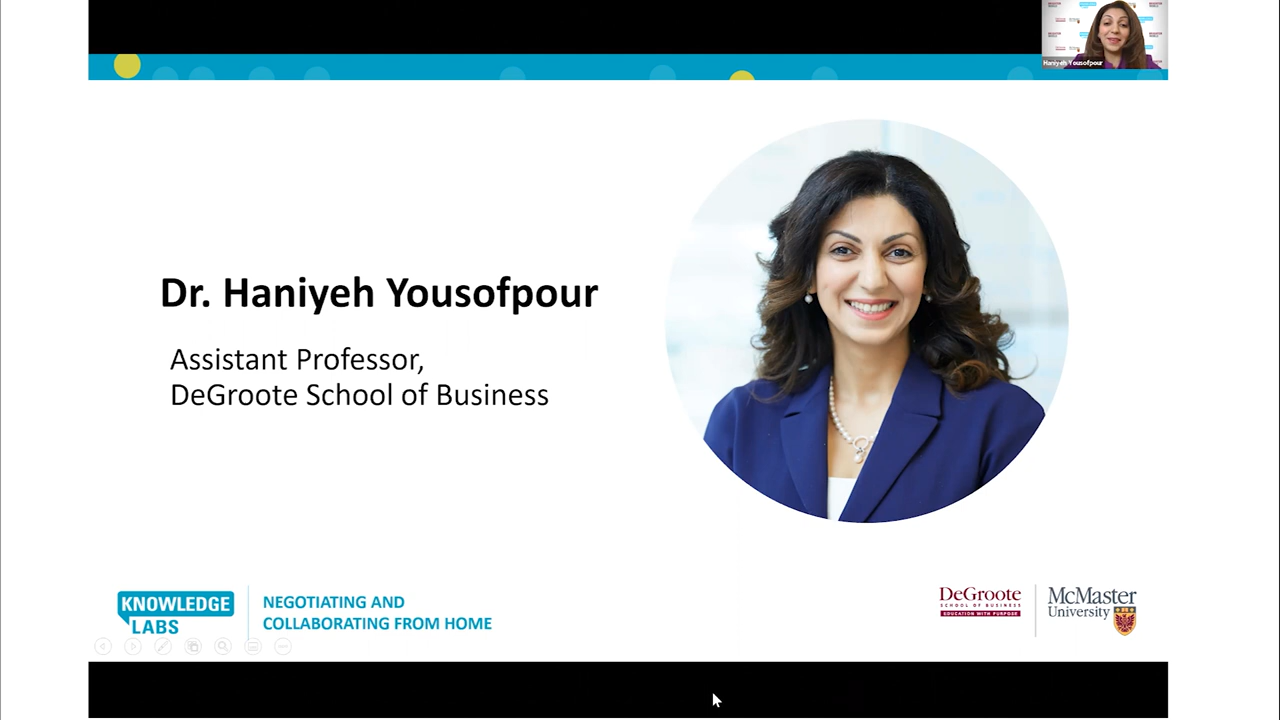 Haniyeh Yousofpour
Dr. Haniyeh Yousofpour
Assistant Professor,
DeGroote School of Business
KNOWLEDGE
LABS
NEGOTIATING AND
COLLABORATING FROM HOME
DeGroote
SCHOOL OF BUSINESS
EDUCATION WITH PURPOSE
McMaster
University